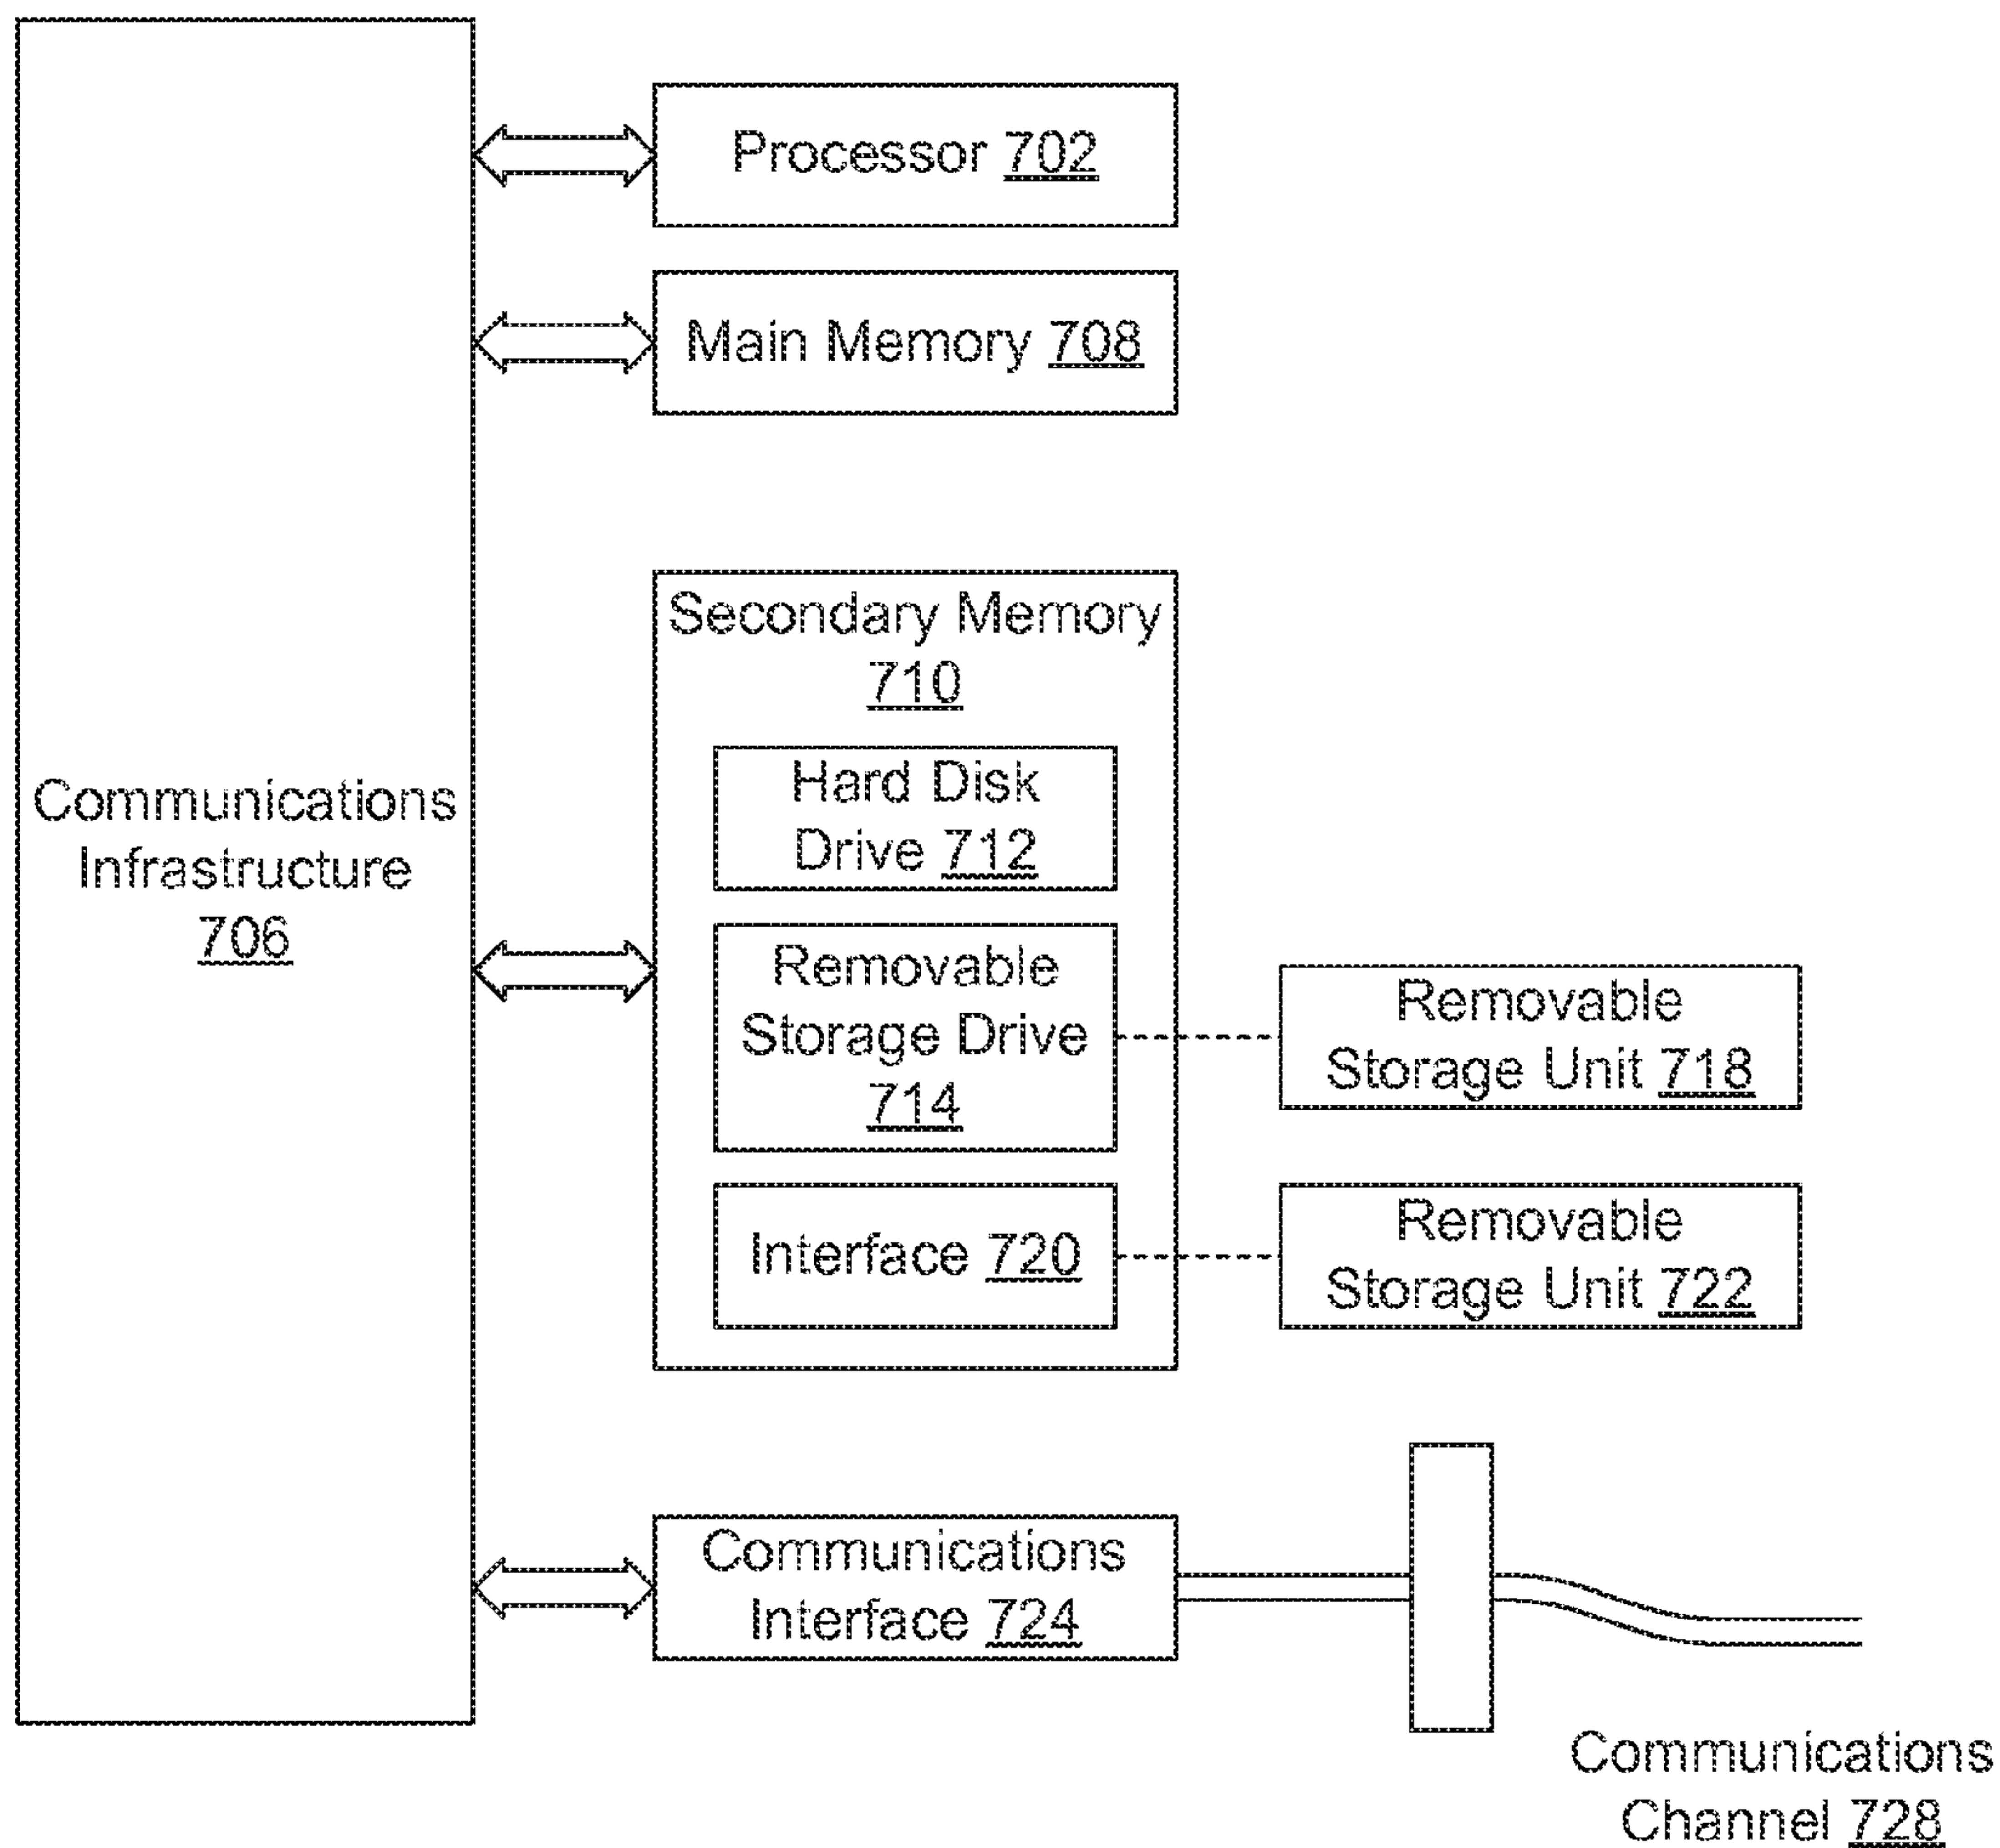 Processor 702
Main Memory 708
Secondary Memory
710
Hard Disk
Drive 712
Communications
Infrastructure
706
Removable
Storage Drive
714
Removable
Storage Unit 718
Interface 720
Removable
Storage Unit 722
Communications
Interface 724
Communications
Channel 728